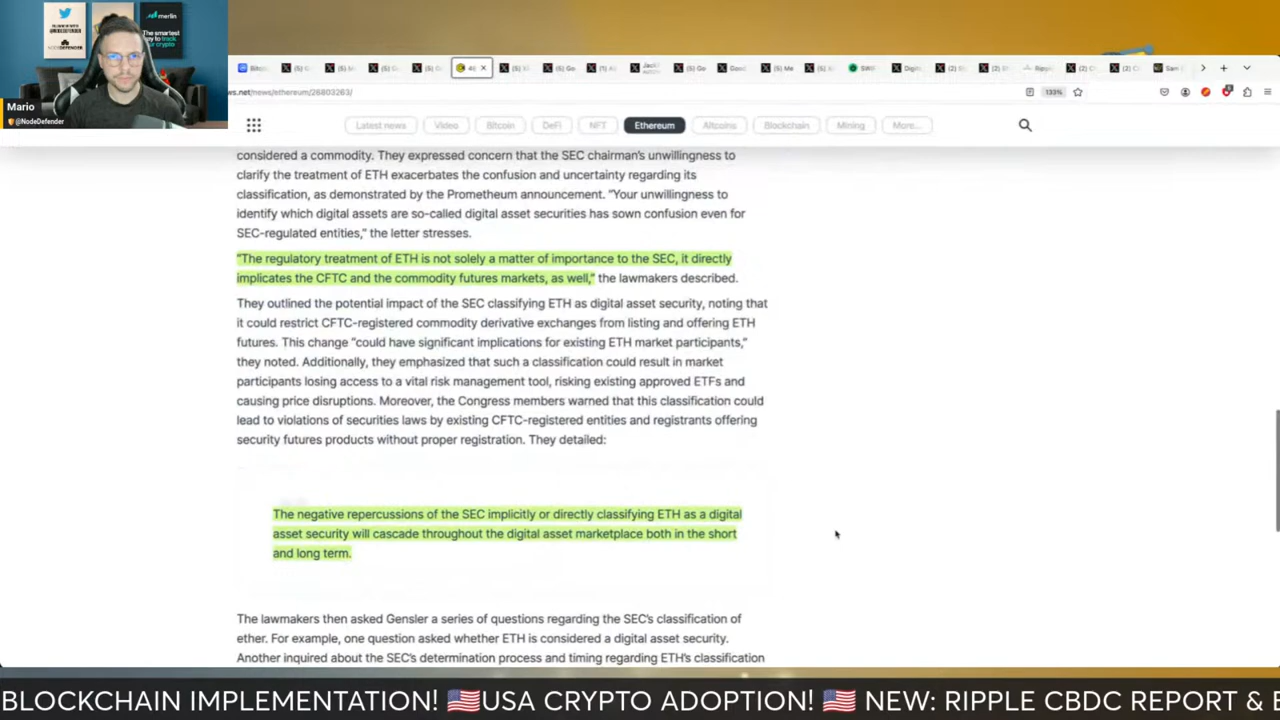 merlin
The smartest
way to track
your crypto
Mario
@NodeDefender
ws.net/news/ethereum/26803263/
133%
Latest news
Video
Bitcoin
DeFi
NFT
Ethereum
Altcoins
Blockchain
Mining
More...
considered a commodity. They expressed concern that the SEC chairman's unwillingness to
clarify the treatment of ETH exacerbates the confusion and uncertainty regarding its
classification, as demonstrated by the Prometheum announcement. "Your unwillingness to
identify which digital assets are so-called digital asset securities has sown confusion even for
SEC-regulated entities," the letter stresses.
"The regulatory treatment of ETH is not solely a matter of importance to the SEC, it directly
implicates the CFTC and the commodity futures markets, as well," the lawmakers described.
They outlined the potential impact of the SEC classifying ETH as digital asset security, noting that
it could restrict CFTC-registered commodity derivative exchanges from listing and offering ETH
futures. This change "could have significant implications for existing ETH market participants,"
they noted. Additionally, they emphasized that such a classification could result in market
participants losing access to a vital risk management tool, risking existing approved ETFs and
causing price disruptions. Moreover, the Congress members warned that this classification could
lead to violations of securities laws by existing CFTC-registered entities and registrants offering
security futures products without proper registration. They detailed:
The negative repercussions of the SEC implicitly or directly classifying ETH as a digital
asset security will cascade throughout the digital asset marketplace both in the short
and long term.
The lawmakers then asked Gensler a series of questions regarding the SEC's classification of
ether. For example, one question asked whether ETH is considered a digital asset security.
Another inquired about the SEC's determination process and timing regarding ETH's classification
BLOCKCHAIN IMPLEMENTATION! 🇺🇸USA CRYPTO ADOPTION! 🇺🇸 NEW: RIPPLE CBDC REPORT &